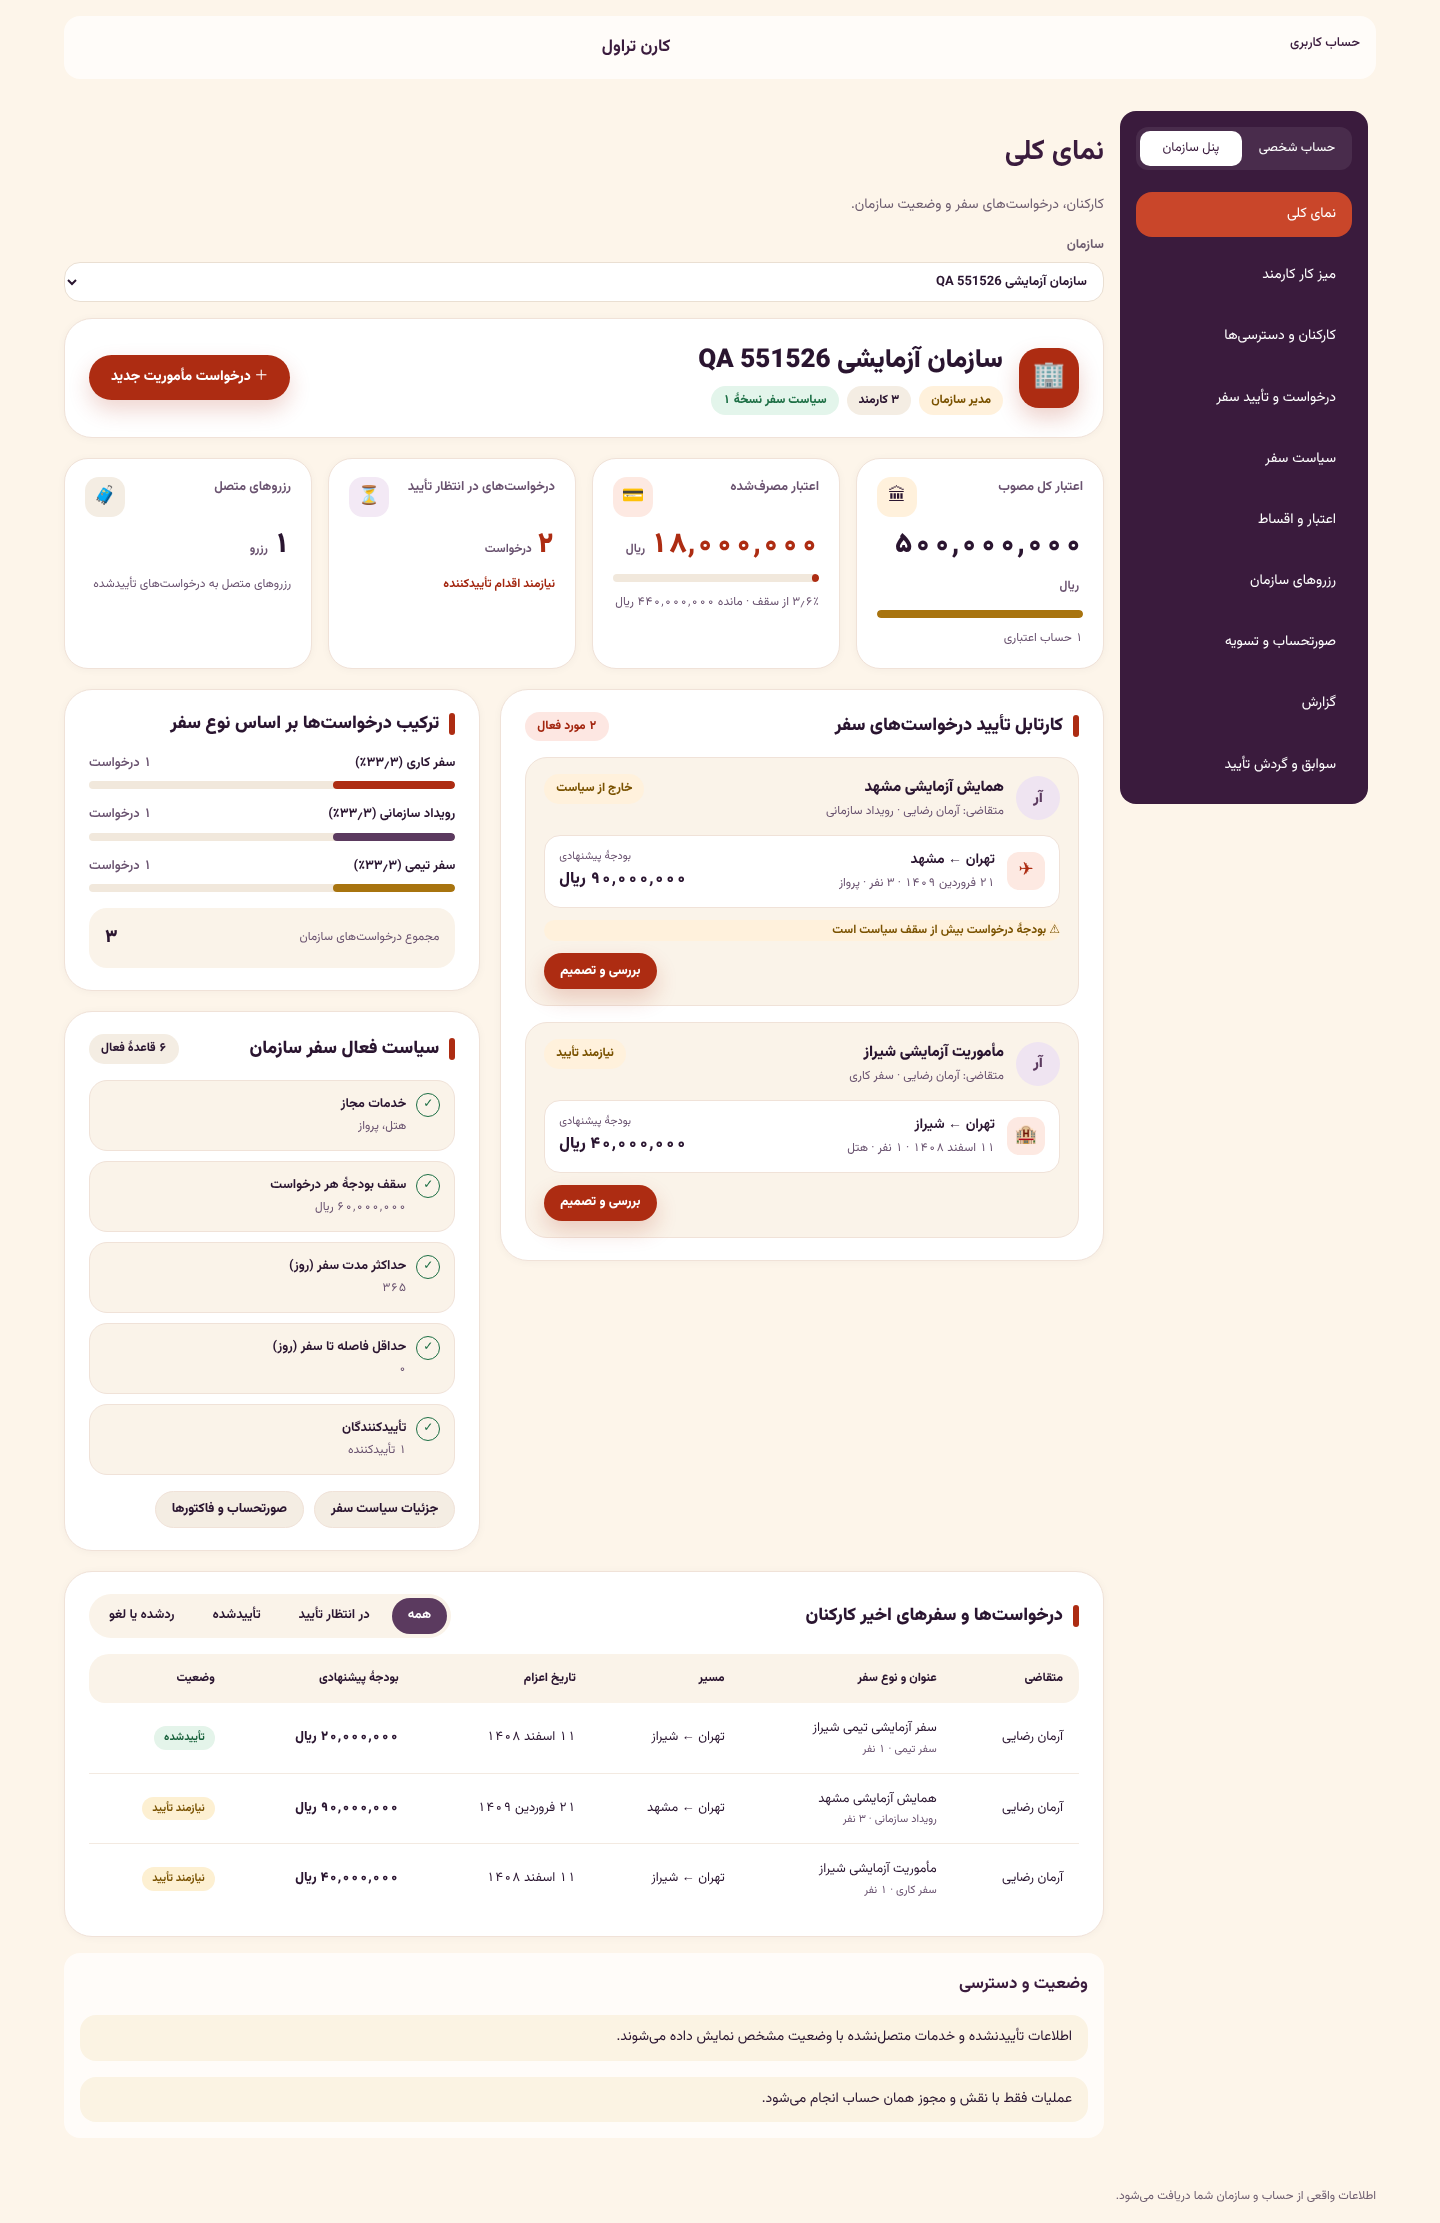 حساب کاربری
کارن تراول
حساب شخصی
پنل سازمان
نمای کلی
میز کار کارمند
کارکنان و دسترسی‌ها
درخواست و تأیید سفر
سیاست سفر
اعتبار و اقساط
رزروهای سازمان
صورتحساب و تسویه
گزارش
سوابق و گردش تأیید
نمای کلی
کارکنان، درخواست‌های سفر و وضعیت سازمان.
سازمان
سازمان آزمایشی QA 551526
سازمان آزمایشی QA 551526
مدیر سازمان
۳ کارمند
سیاست سفر نسخهٔ ۱
+ درخواست مأموریت جدید
اعتبار کل مصوب
۵۰۰,۰۰۰,۰۰۰
ریال
۱ حساب اعتباری
اعتبار مصرف‌شده
۱۸,۰۰۰,۰۰۰ ریال
۳٫۶٪ از سقف · مانده ۴۴۰,۰۰۰,۰۰۰ ریال
درخواست‌های در انتظار تأیید
۲ درخواست
نیازمند اقدام تأییدکننده
رزروهای متصل
۱ رزرو
رزروهای متصل به درخواست‌های تأییدشده
کارتابل تأیید درخواست‌های سفر
۲ مورد فعال
آر
همایش آزمایشی مشهد
خارج از سیاست
متقاضی: آرمان رضایی · رویداد سازمانی
تهران ← مشهد
۲۱ فروردین ۱۴۰۹ · ۳ نفر · پرواز
بودجهٔ پیشنهادی
۹۰,۰۰۰,۰۰۰ ریال
⚠ بودجهٔ درخواست بیش از سقف سیاست است
بررسی و تصمیم
آر
مأموریت آزمایشی شیراز
نیازمند تأیید
متقاضی: آرمان رضایی · سفر کاری
تهران ← شیراز
۱۱ اسفند ۱۴۰۸ · ۱ نفر · هتل
بودجهٔ پیشنهادی
۴۰,۰۰۰,۰۰۰ ریال
بررسی و تصمیم
ترکیب درخواست‌ها بر اساس نوع سفر
سفر کاری (۳۳٫۳٪)
۱ درخواست
رویداد سازمانی (۳۳٫۳٪)
۱ درخواست
سفر تیمی (۳۳٫۳٪)
۱ درخواست
مجموع درخواست‌های سازمان
۳
سیاست فعال سفر سازمان
۶ قاعدهٔ فعال
✓ خدمات مجاز
هتل، پرواز
✓ سقف بودجهٔ هر درخواست
۶۰,۰۰۰,۰۰۰ ریال
✓ حداکثر مدت سفر (روز)
۳۶۵
✓ حداقل فاصله تا سفر (روز)
۰
✓ تأییدکنندگان
۱ تأییدکننده
جزئیات سیاست سفر
صورتحساب و فاکتورها
درخواست‌ها و سفرهای اخیر کارکنان
همه
در انتظار تأیید
تأییدشده
ردشده یا لغو
متقاضی
عنوان و نوع سفر
مسیر
تاریخ اعزام
بودجهٔ پیشنهادی
وضعیت
آرمان رضایی
سفر آزمایشی تیمی شیراز
سفر تیمی · ۱ نفر
تهران ← شیراز
۱۱ اسفند ۱۴۰۸
۲۰,۰۰۰,۰۰۰ ریال
تأییدشده
آرمان رضایی
همایش آزمایشی مشهد
رویداد سازمانی · ۳ نفر
تهران ← مشهد
۲۱ فروردین ۱۴۰۹
۹۰,۰۰۰,۰۰۰ ریال
نیازمند تأیید
آرمان رضایی
مأموریت آزمایشی شیراز
سفر کاری · ۱ نفر
تهران ← شیراز
۱۱ اسفند ۱۴۰۸
۴۰,۰۰۰,۰۰۰ ریال
نیازمند تأیید
وضعیت و دسترسی
اطلاعات تأییدنشده و خدمات متصل‌نشده با وضعیت مشخص نمایش داده می‌شوند.
عملیات فقط با نقش و مجوز همان حساب انجام می‌شود.
اطلاعات واقعی از حساب و سازمان شما دریافت می‌شود.